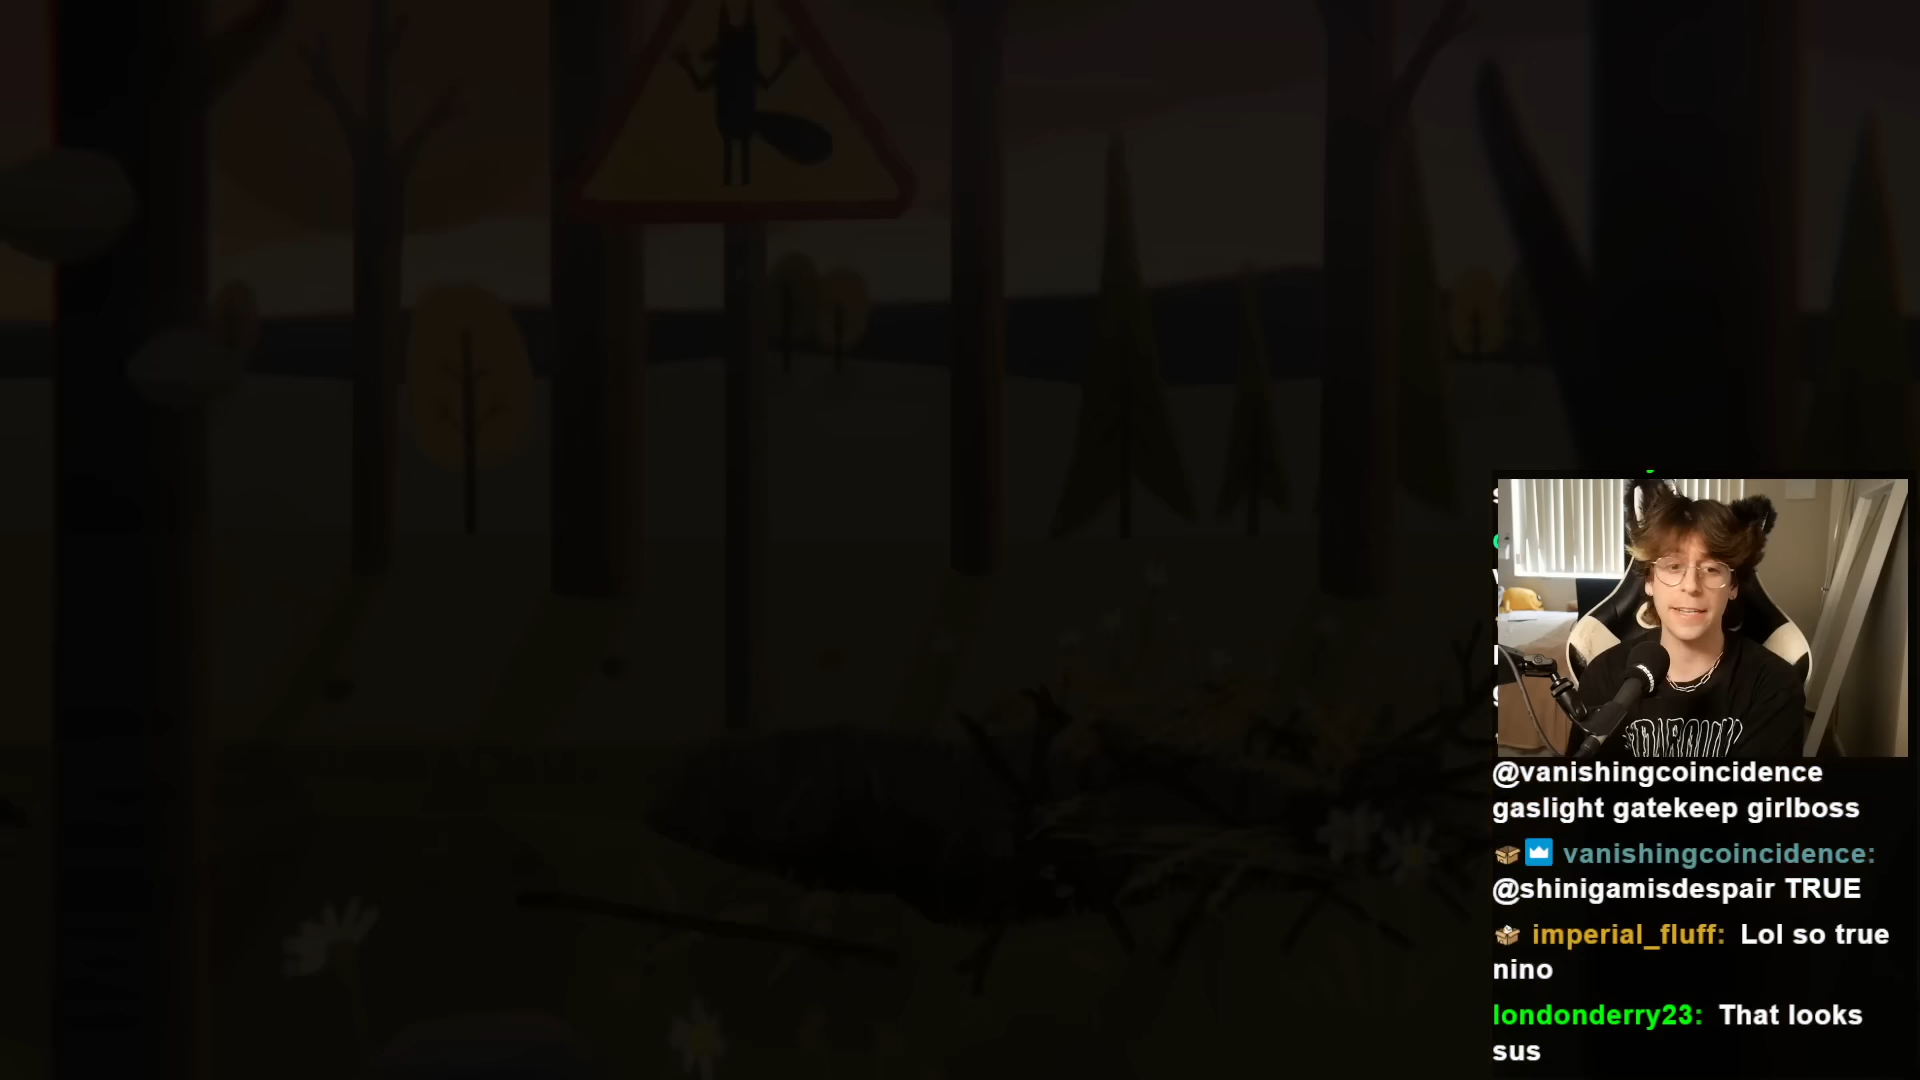 @vanishingcoincidence
gaslight gatekeep girlboss
vanishingcoincidence:
@shinigamisdespair TRUE
imperial_fluff: Lol so true
nino
londonderry23: That looks
sus